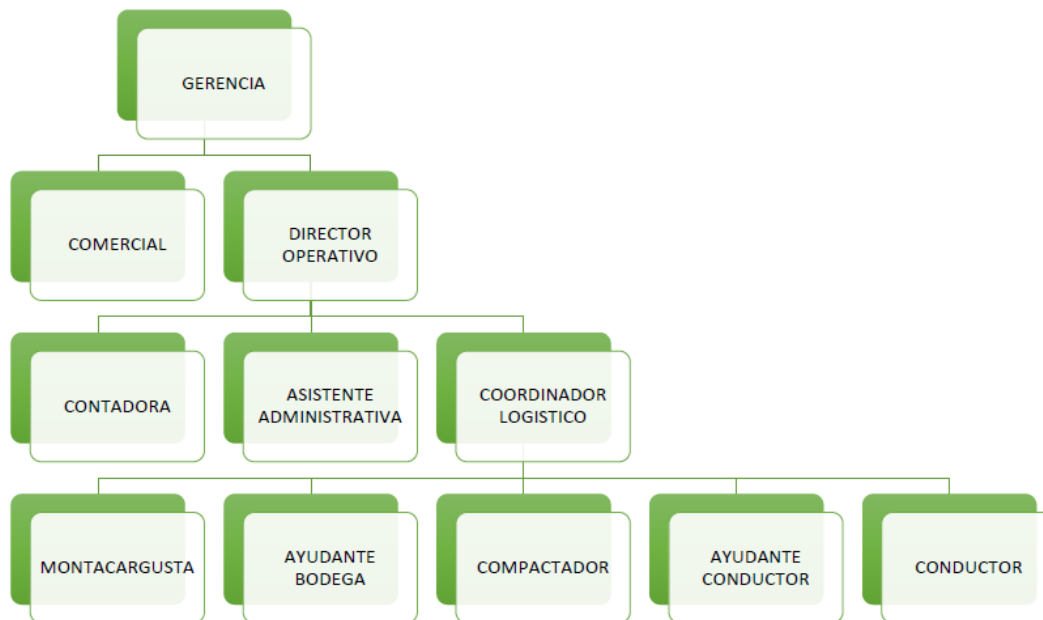 GERENCIA
COMERCIAL
DIRECTOR
OPERATIVO
CONTADORA
ASISTENTE
ADMINISTRATIVA
COORDINADOR
LOGISTICO
MONTACARGUSTA
AYUDANTE
BODEGA
COMPACTADOR
AYUDANTE
CONDUCTOR
CONDUCTOR